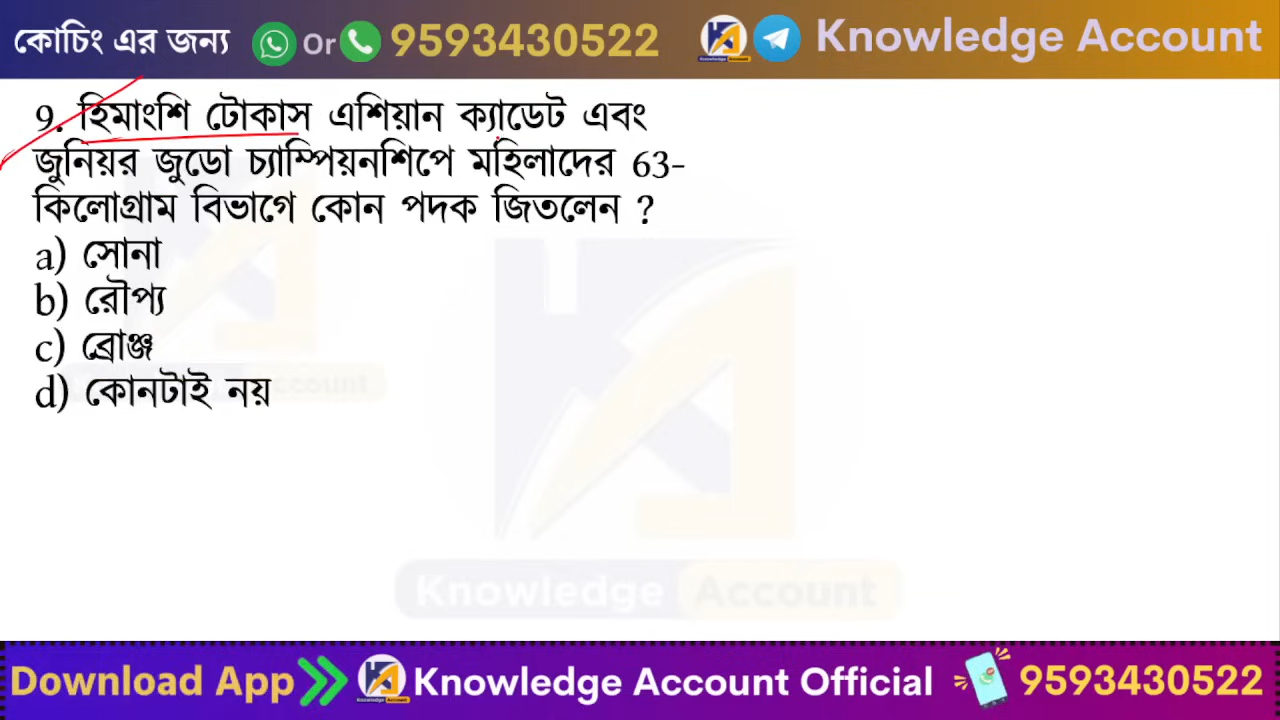 কোচিং এর জন্য Or 9593430522 Knowledge Account
9. হিমাংশি টোকাস এশিয়ান ক্যাডেট এবং
জুনিয়র জুডো চ্যাম্পিয়নশিপে মহিলাদের 63-
কিলোগ্রাম বিভাগে কোন পদক জিতলেন ?
a) সোনা
b) রৌপ্য
c) ব্রোঞ্জ
d) কোনটাই নয়
Knowledge Account
Download App Knowledge Account Official 9593430522